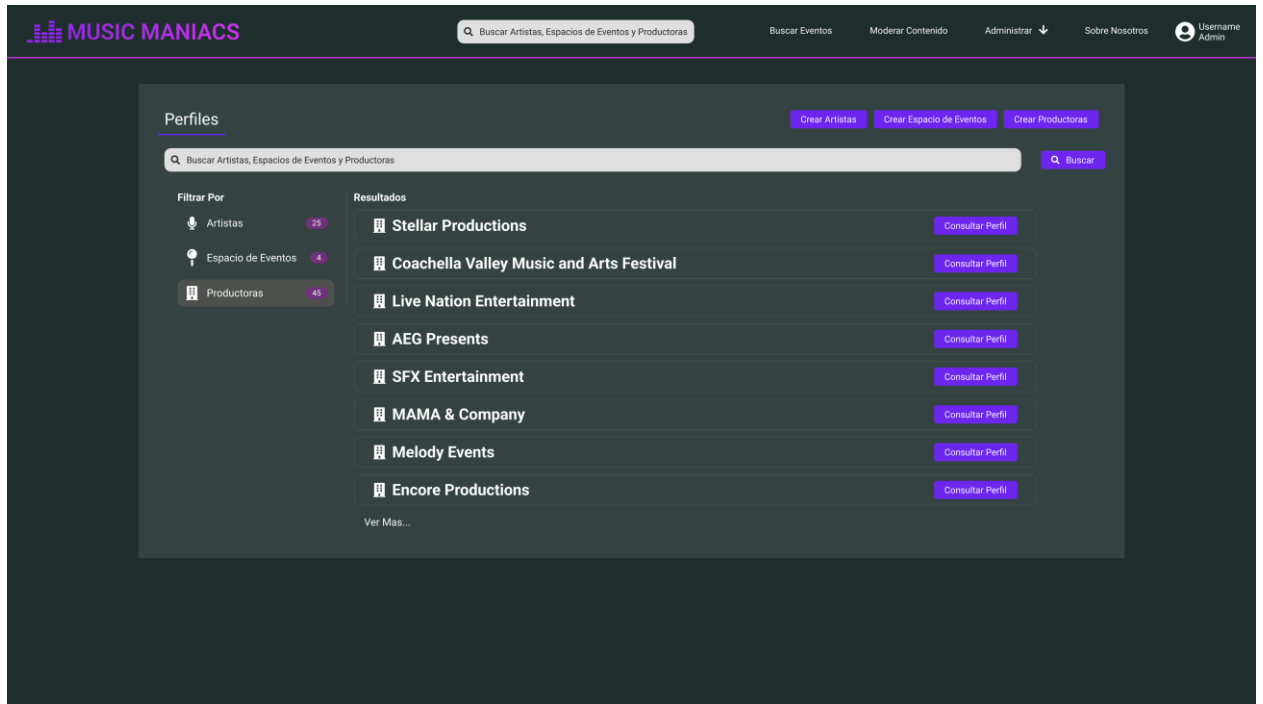 MUSIC MANIACS
Buscar Artistas, Espacios de Eventos y Productoras
Buscar Eventos
Moderar Contenido
Administrar
Sobre Nosotros
Username
Admin
Perfiles
Crear Artistas
Crear Espacio de Eventos
Crear Productoras
Buscar Artistas, Espacios de Eventos y Productoras
Buscar
Filtrar Por
Artistas 25
Espacio de Eventos 4
Productoras 45
Resultados
Stellar Productions Consultar Perfil
Coachella Valley Music and Arts Festival Consultar Perfil
Live Nation Entertainment Consultar Perfil
AEG Presents Consultar Perfil
SFX Entertainment Consultar Perfil
MAMA & Company Consultar Perfil
Melody Events Consultar Perfil
Encore Productions Consultar Perfil
Ver Mas...